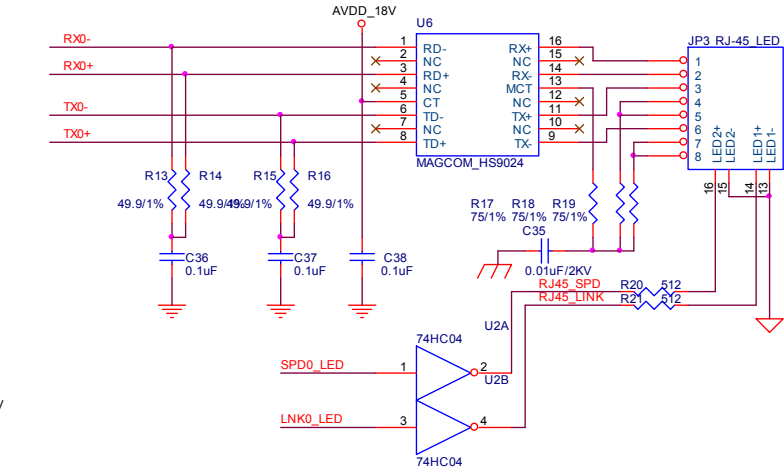 AVDD_18V
U6
JP3 RJ-45_LED
RX0-
RX0+
TX0-
TX0+
1 RD- RX+ 16
2 NC NC 15
3 RD+ RX- 14
4 NC MCT 13
5 CT NC 12
6 TD- TX+ 11
7 NC NC 10
8 TD+ TX- 9
MAGCOM_HS9024
1
2
3
4
5
6
7
8
LED2+
LED2-
LED1+
LED1-
16
15
14
13
R13
R14
R15
R16
49.9/1%
49.9/1%
49.9/1%
49.9/1%
R17
R18
R19
75/1%
75/1%
75/1%
C36
0.1uF
C37
0.1uF
C38
0.1uF
C35
0.01uF/2KV
RJ45_SPD
R20
512
RJ45_LINK
R21
512
U2A
74HC04
SPD0_LED
1
2
U2B
LNK0_LED
3
4
74HC04